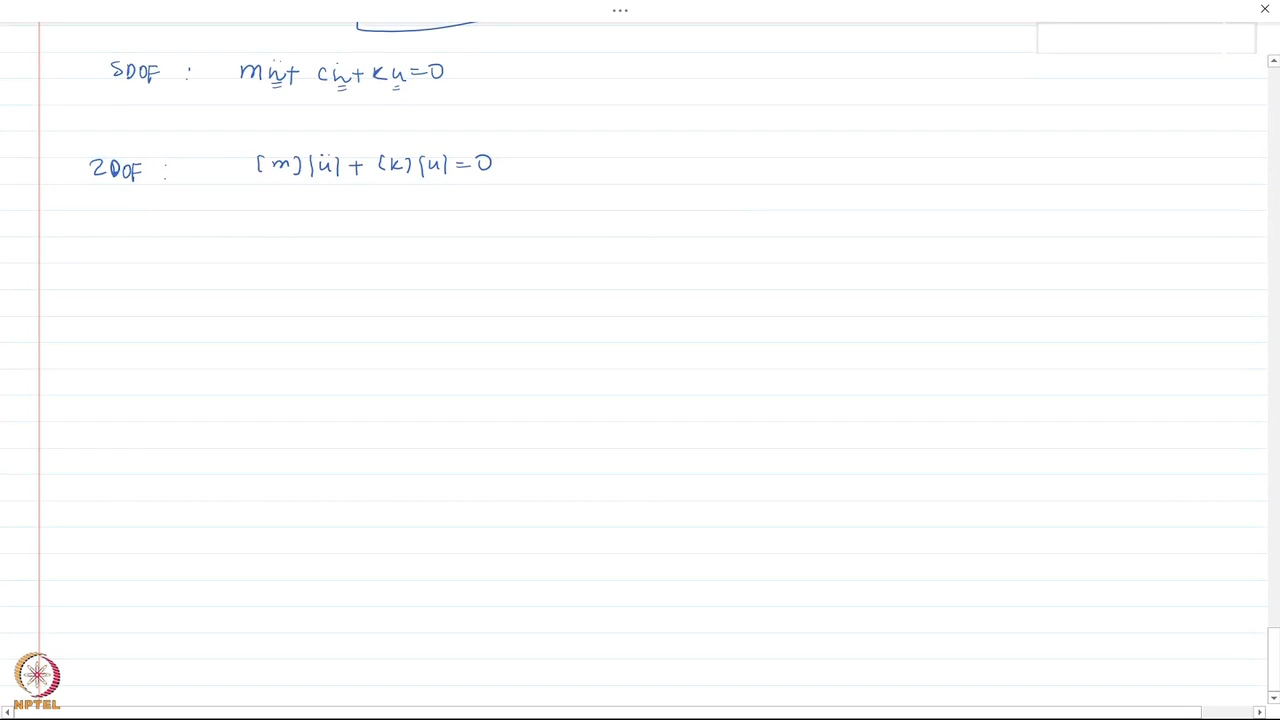 SDOF : mü + cu̇ + ku = 0
2DOF : [m]{ü} + [k]{u} = 0
NPTEL